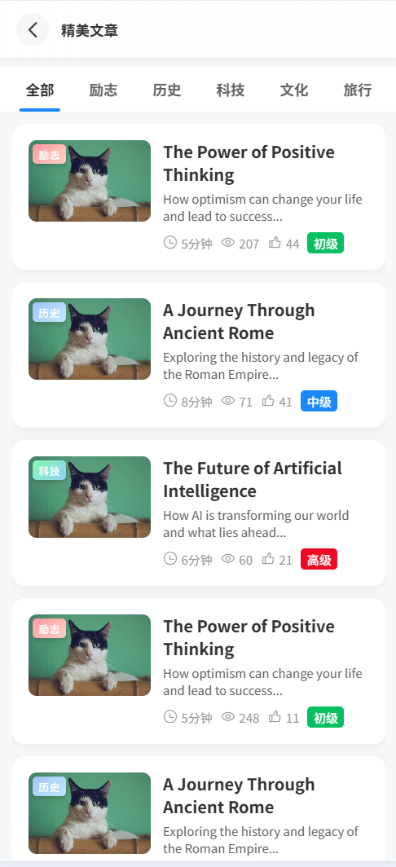 精美文章
全部 励志 历史 科技 文化 旅行
励志
The Power of Positive
Thinking
How optimism can change your life
and lead to success...
5分钟 207 44 初级
历史
A Journey Through
Ancient Rome
Exploring the history and legacy of
the Roman Empire...
8分钟 71 41 中级
科技
The Future of Artificial
Intelligence
How AI is transforming our world
and what lies ahead...
6分钟 60 21 高级
励志
The Power of Positive
Thinking
How optimism can change your life
and lead to success...
5分钟 248 11 初级
历史
A Journey Through
Ancient Rome
Exploring the history and legacy of
the Roman Empire...